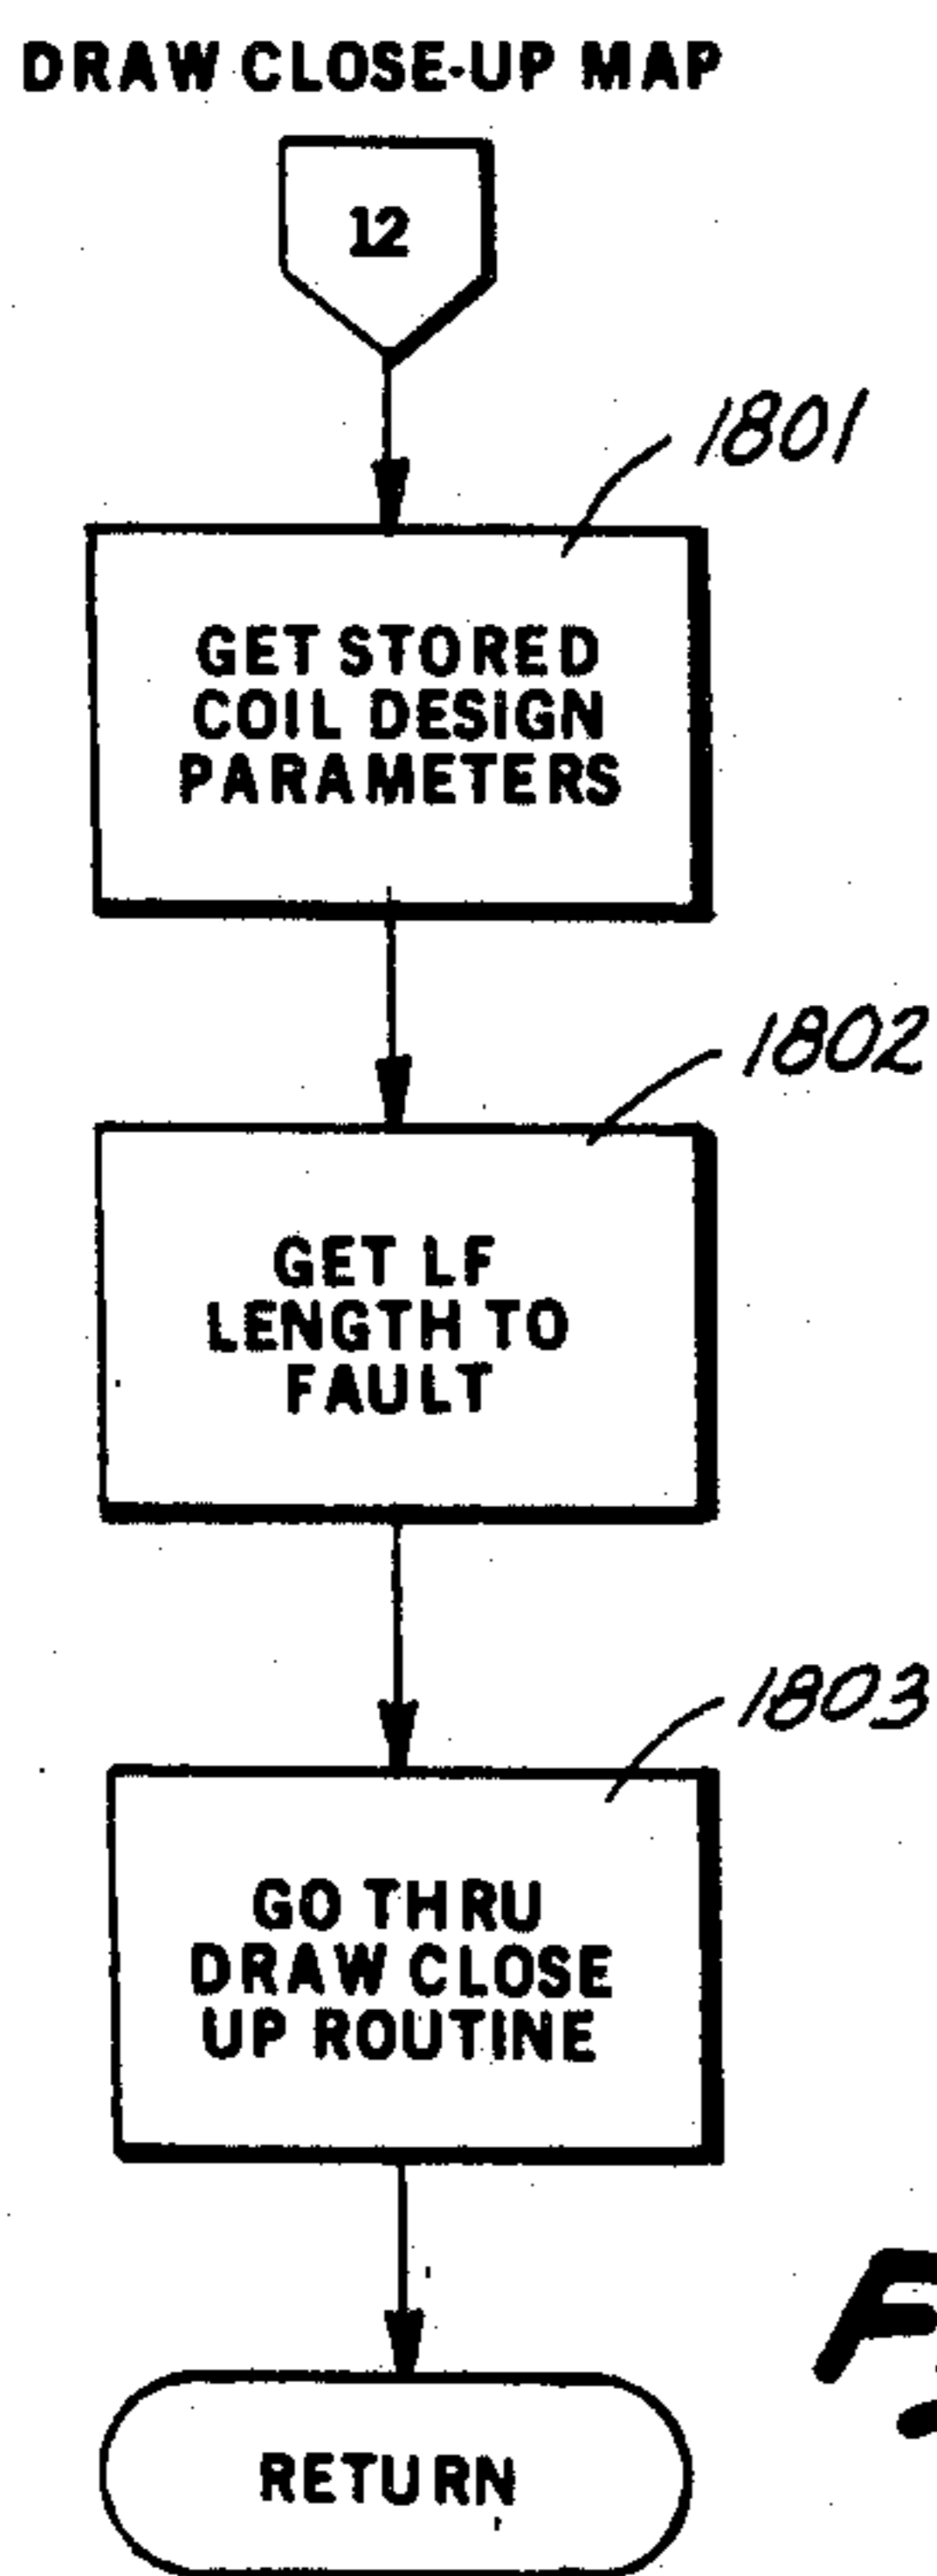 DRAW CLOSE-UP MAP
12
1801
GET STORED
COIL DESIGN
PARAMETERS
1802
GET LF
LENGTH TO
FAULT
1803
GO THRU
DRAW CLOSE
UP ROUTINE
RETURN